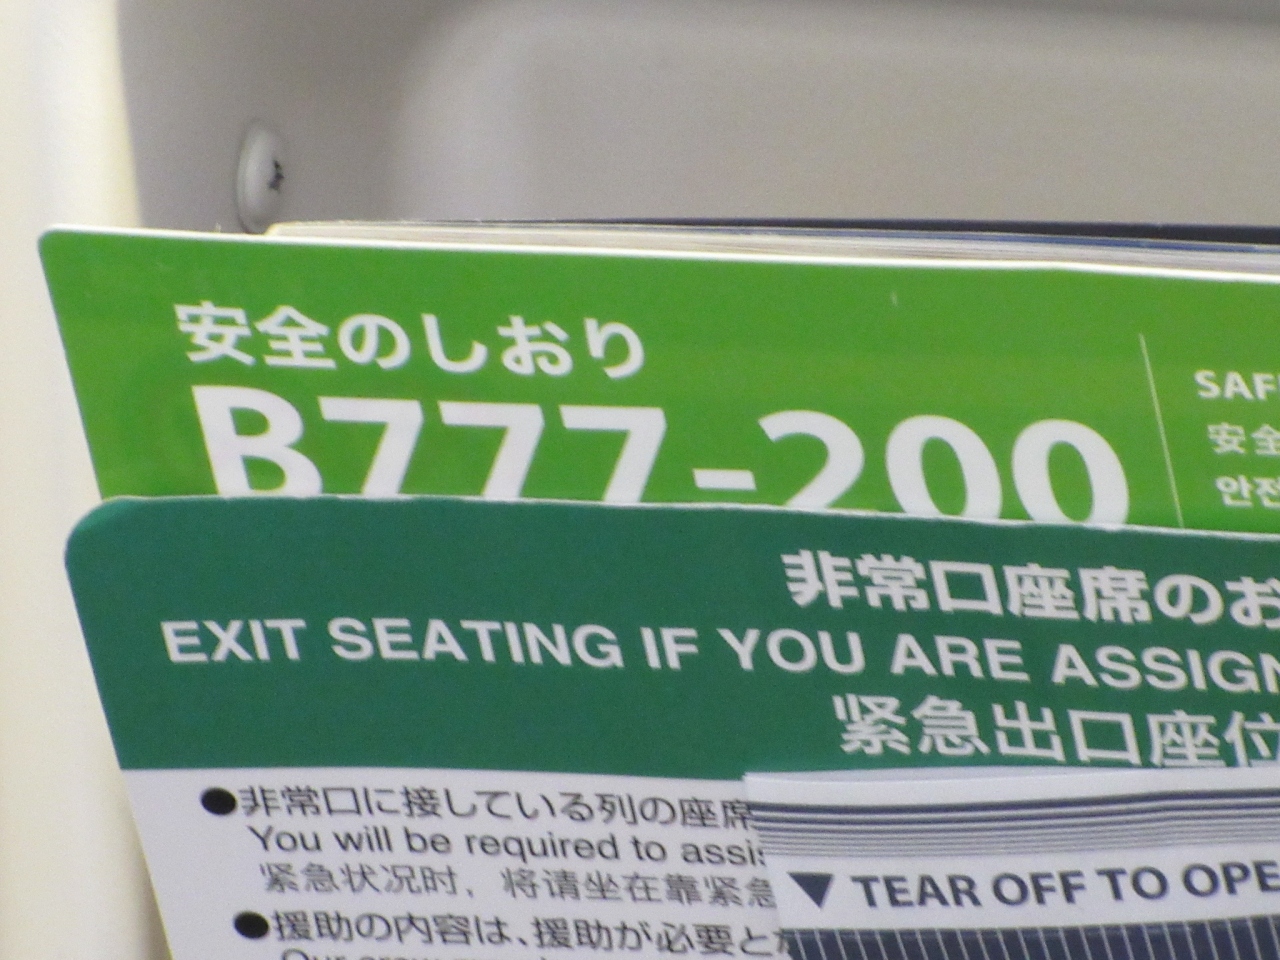 安全のしおり
B777-200
SAF
安全
안전
非常口座席のお
EXIT SEATING IF YOU ARE ASSIGN
緊急出口座位
●非常口に接している列の座席
You will be required to assis
紧急状况时，将请坐在靠紧急
●援助の内容は、援助が必要と
▼TEAR OFF TO OPE